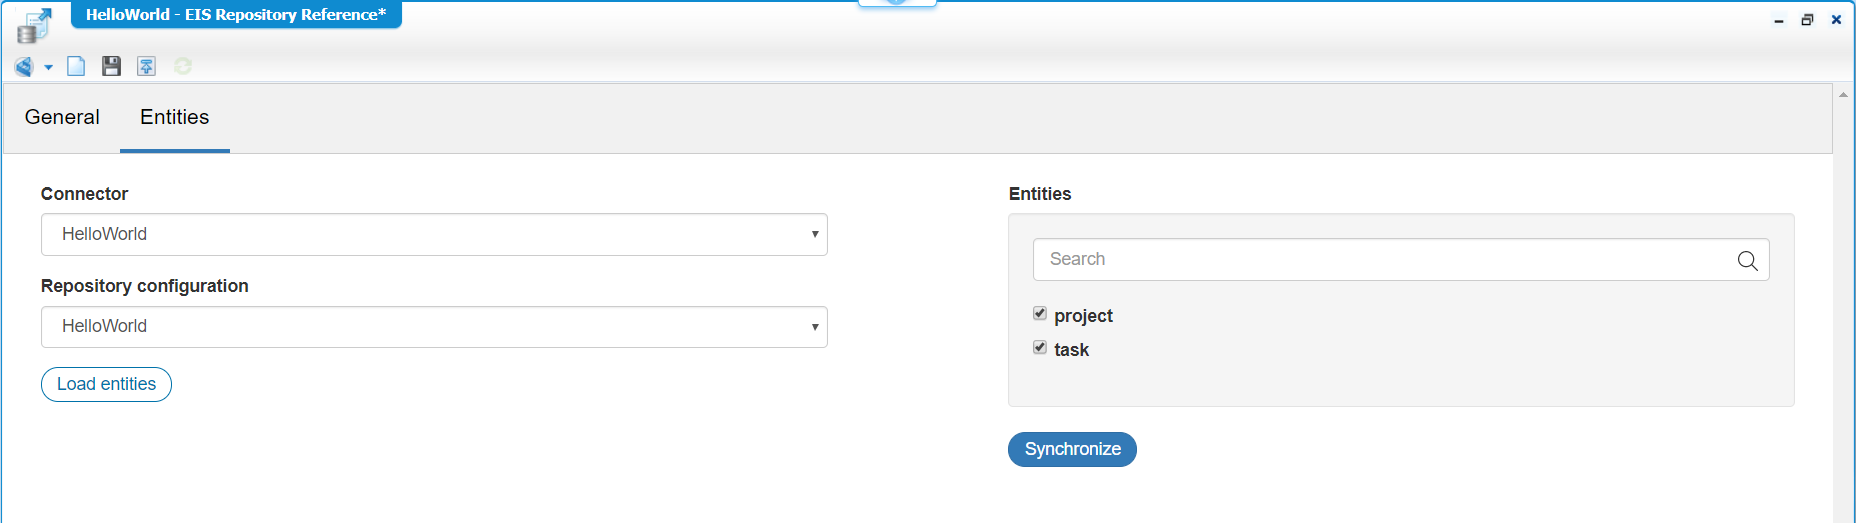 HelloWorld - EIS Repository Reference*
General Entities
Connector
HelloWorld
Repository configuration
HelloWorld
Load entities
Entities
Search
project
task
Synchronize